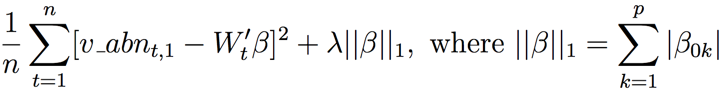 \frac{1}{n} \sum_{t=1}^{n} [v\_abn_{t,1} - W_t'\beta]^2 + \lambda||\beta||_1, where ||\beta||_1 = \sum_{k=1}^{p} |\beta_{0k}|